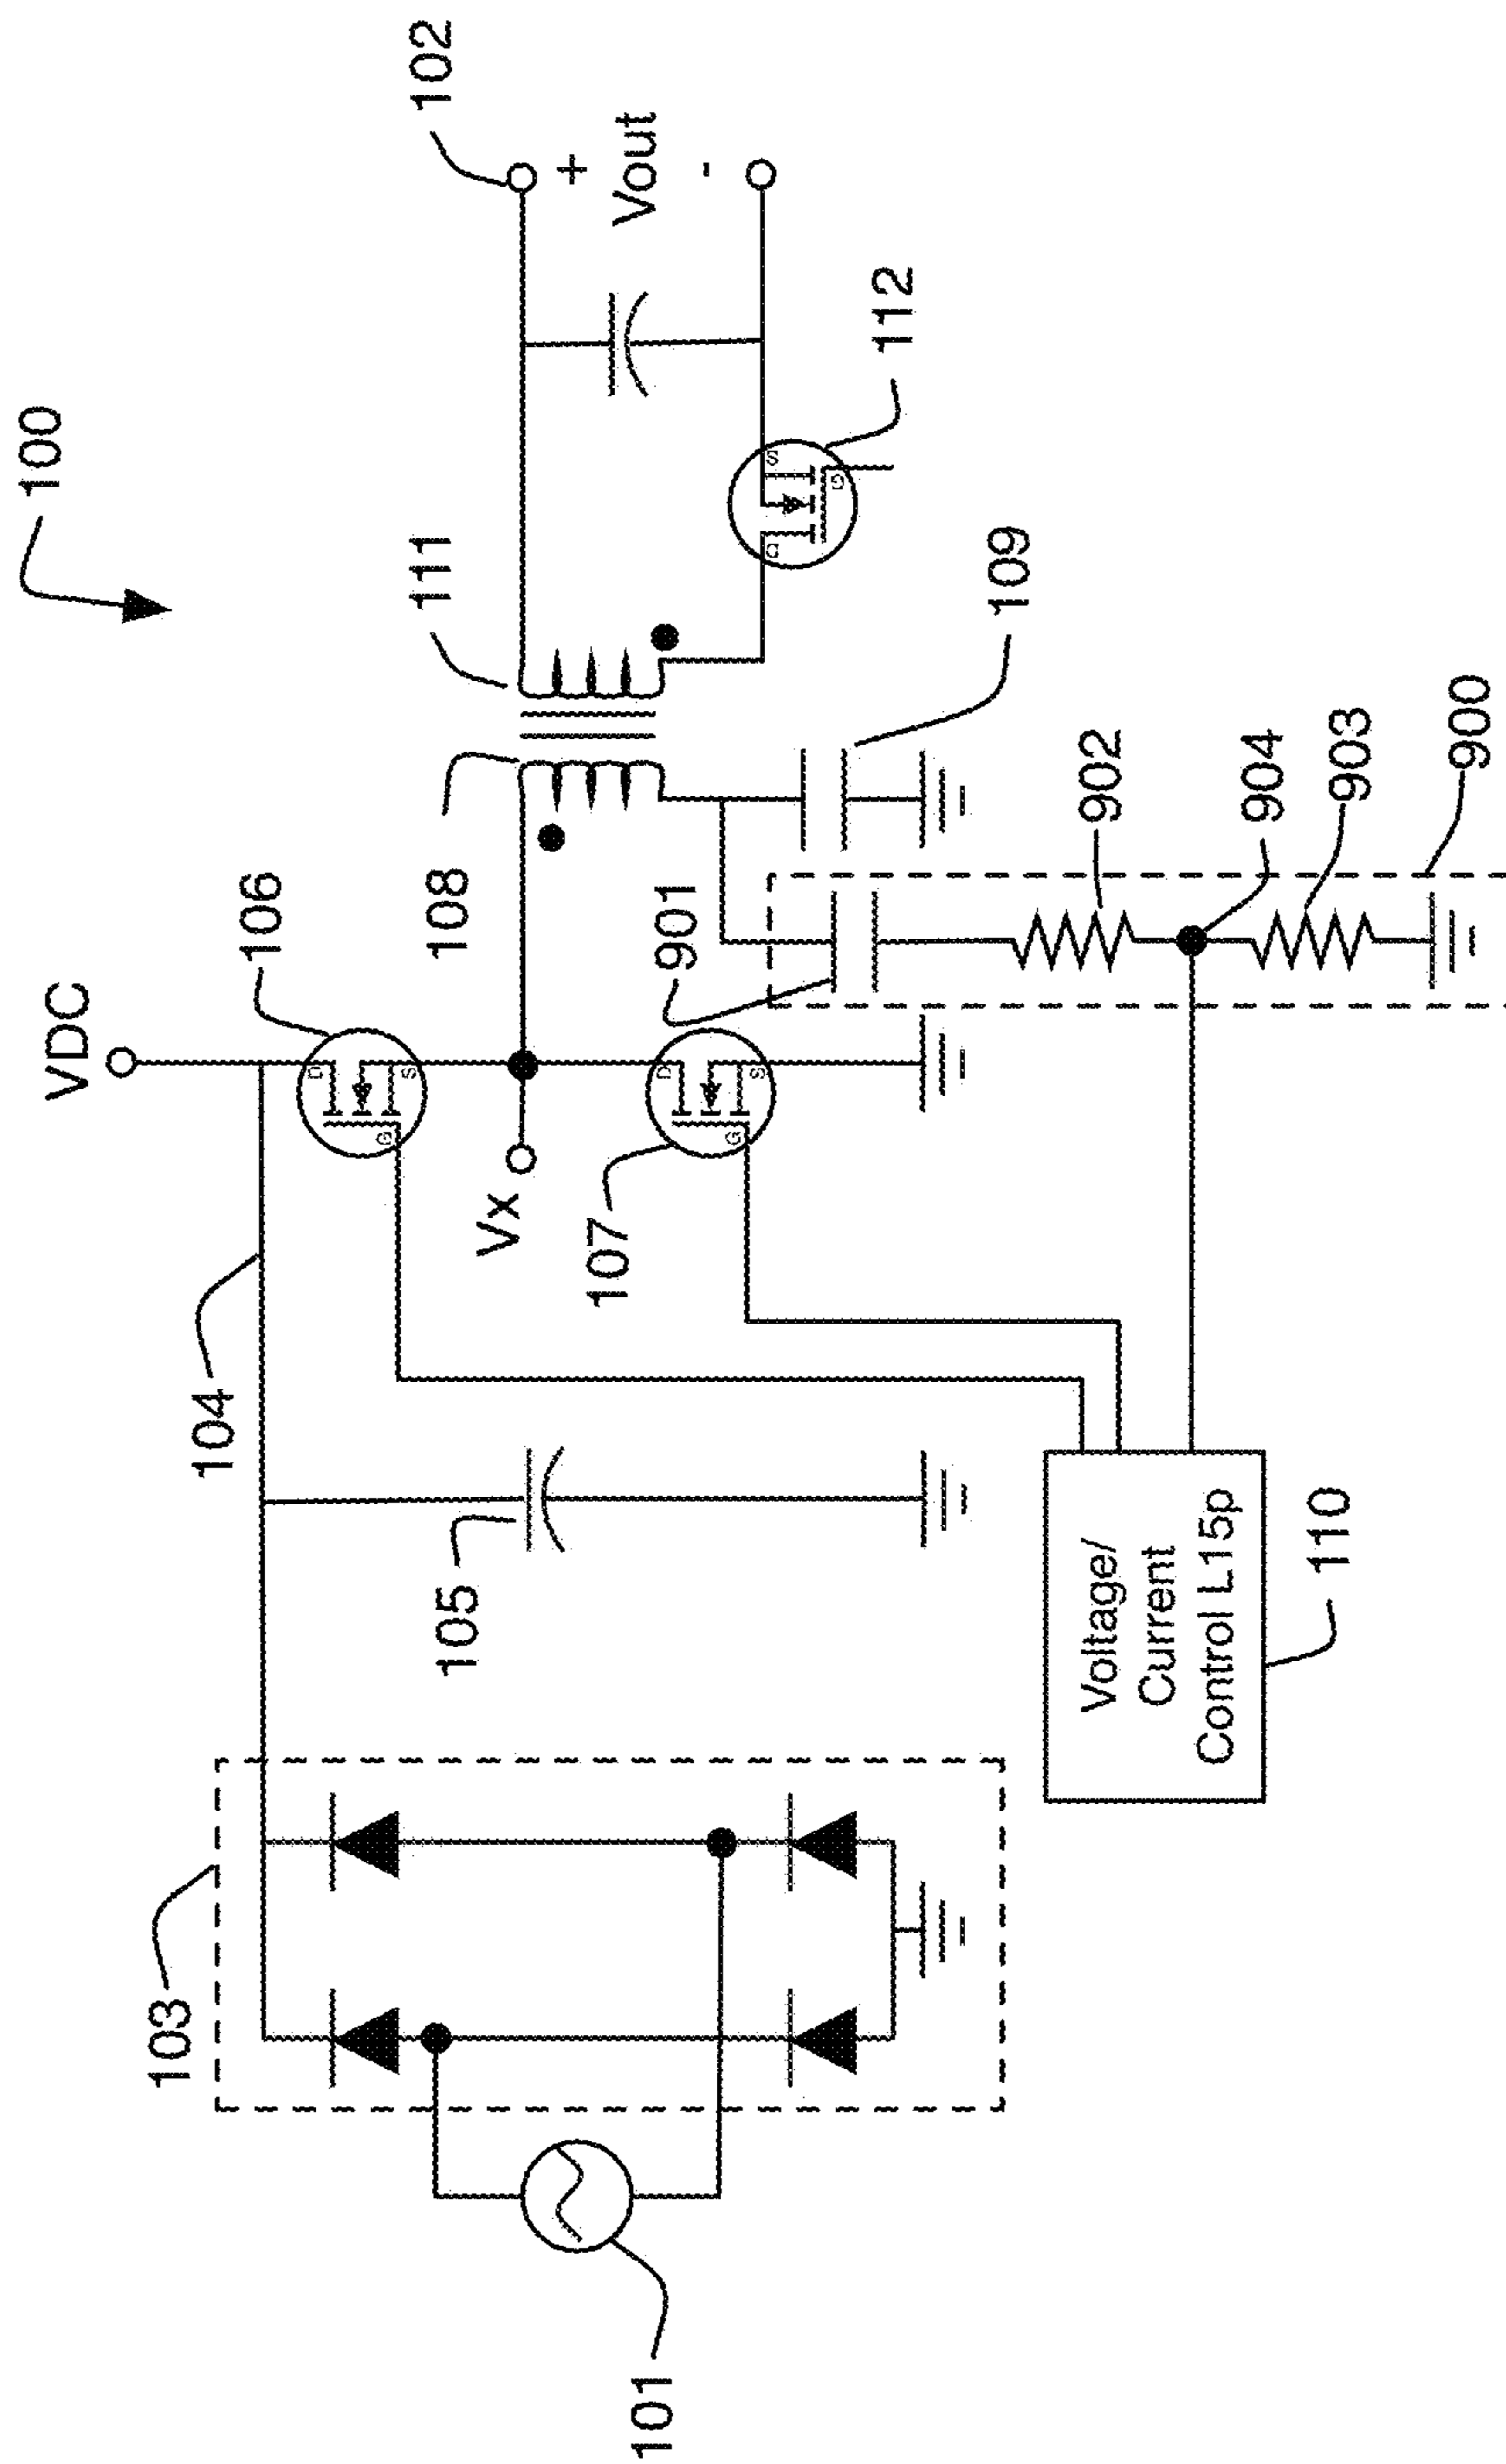 100
VDC
106
104
102
+
Vout
-
111
108
Vx
107
105
103
101
112
109
901
902
904
903
900
Voltage/
Current
Control L15p
110
D
S
G
D
S
G
D
S
G